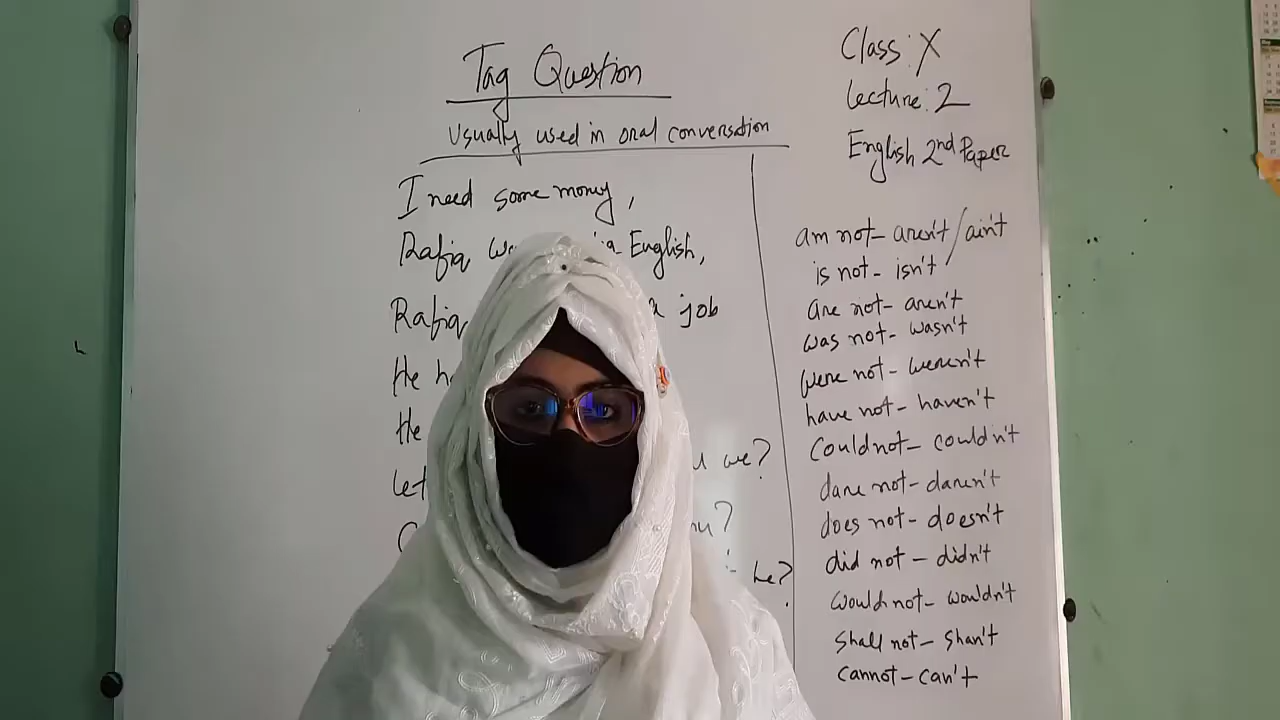 Tag Question
Usually used in oral conversation
I need some money,
Rafiq English,
Rafiq a job
He
He
Let
we?
he?
Class: X
Lecture: 2
English 2nd Paper
am not - aren't / ain't
is not - isn't
are not - aren't
was not - wasn't
were not - weren't
have not - haven't
Could not - couldn't
dare not - daren't
does not - doesn't
did not - didn't
would not - wouldn't
shall not - shan't
cannot - can't